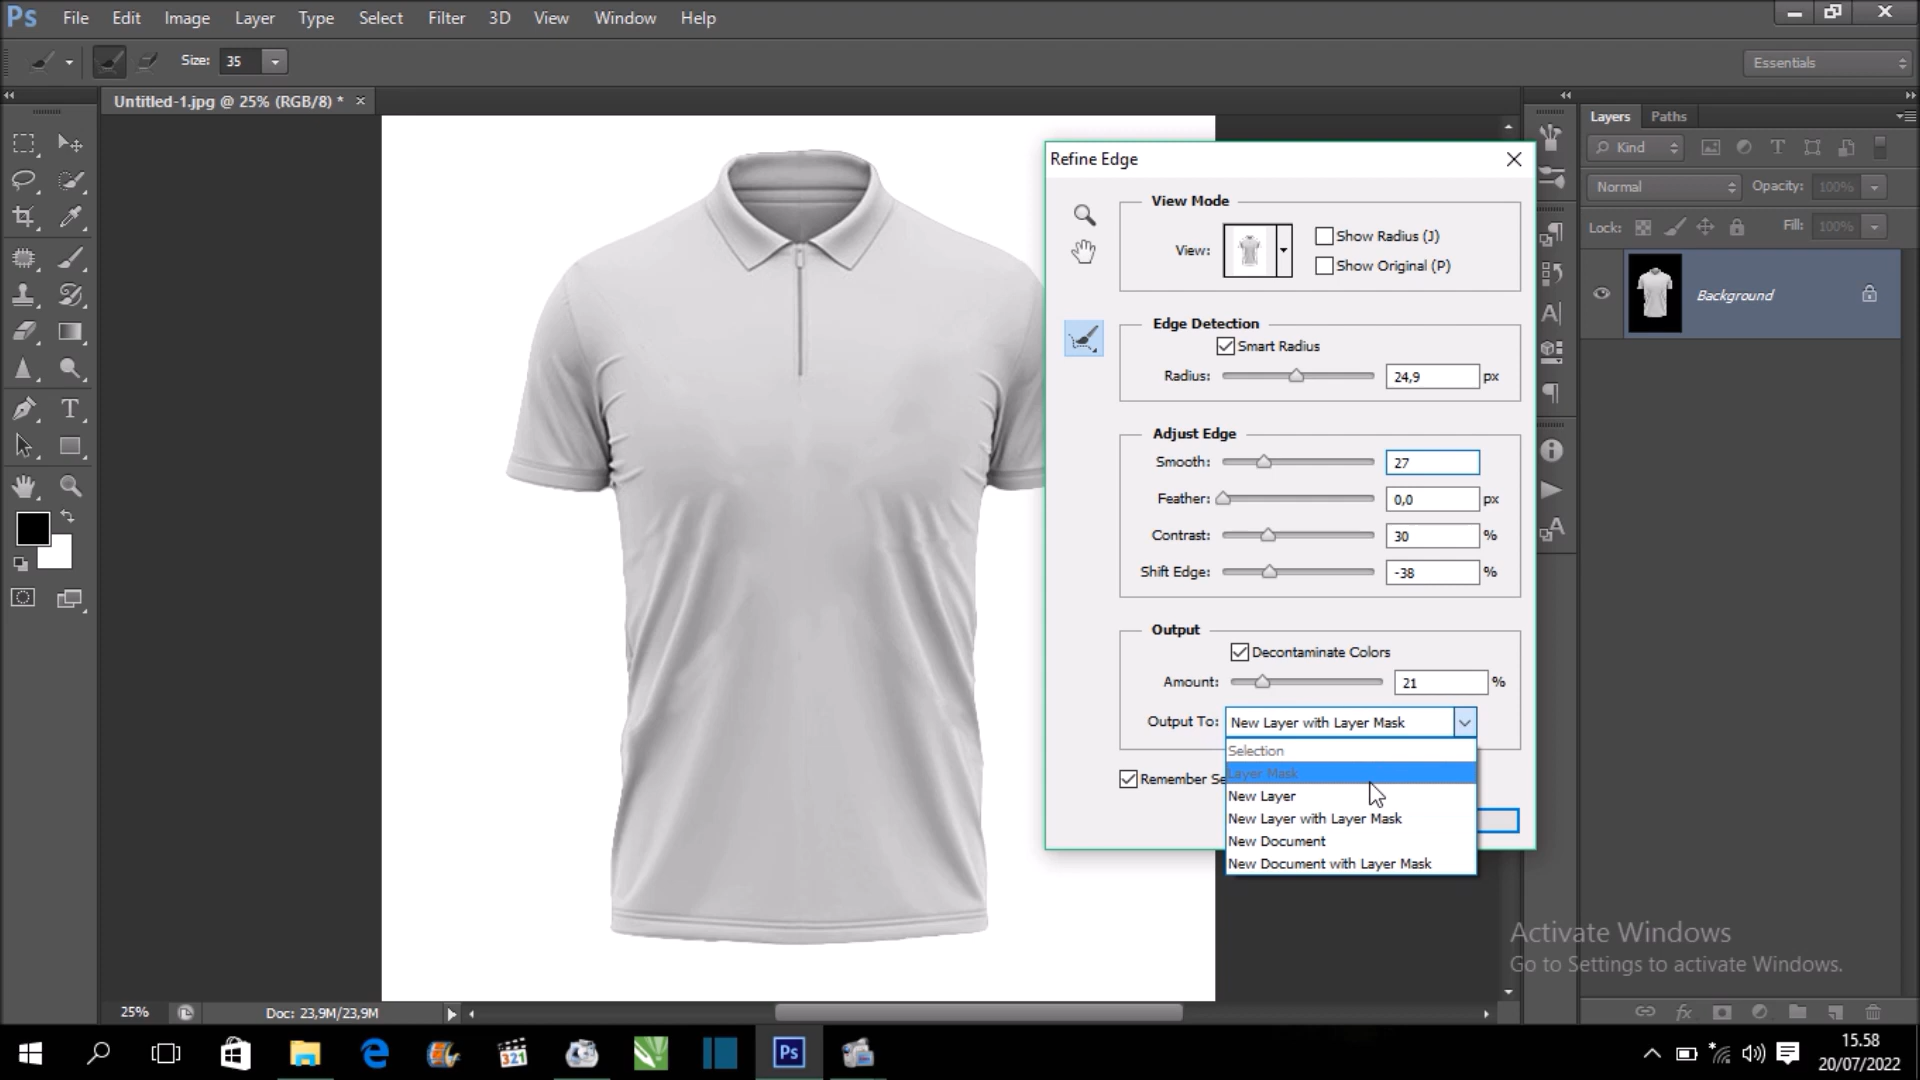 Ps File Edit Image Layer Type Select Filter 3D View Window Help
Size: 35
Essentials
Untitled-1.jpg @ 25% (RGB/8) *
Layers Paths
Kind
Normal Opacity: 100%
Lock: Fill: 100%
Background
Refine Edge
View Mode
View:
Show Radius (J)
Show Original (P)
Edge Detection
Smart Radius
Radius: 24,9 px
Adjust Edge
Smooth: 27
Feather: 0,0 px
Contrast: 30 %
Shift Edge: -38 %
Output
Decontaminate Colors
Amount: 21 %
Output To: New Layer with Layer Mask
Selection
Layer Mask
Remember Se
New Layer
New Layer with Layer Mask
New Document
New Document with Layer Mask
Activate Windows
Go to Settings to activate Windows.
25%
Doc: 23,9M/23,9M
321
Ps
15.58
20/07/2022